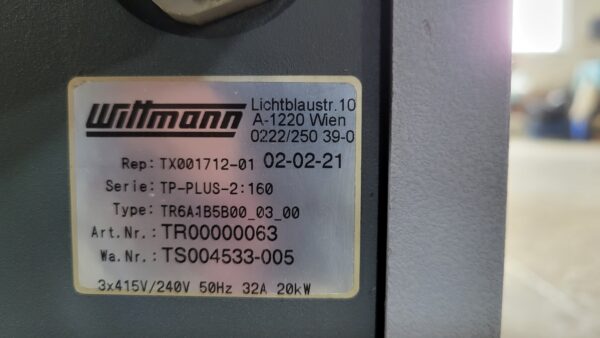 Wittmann
Lichtblaustr.10
A-1220 Wien
0222/250 39-0
Rep: TX001712-01 02-02-21
Serie: TP-PLUS-2:160
Type: TR6A1B5B00_03_00
Art.Nr.: TR00000063
Wa.Nr.: TS004533-005
3x415V/240V 50Hz 32A 20kW